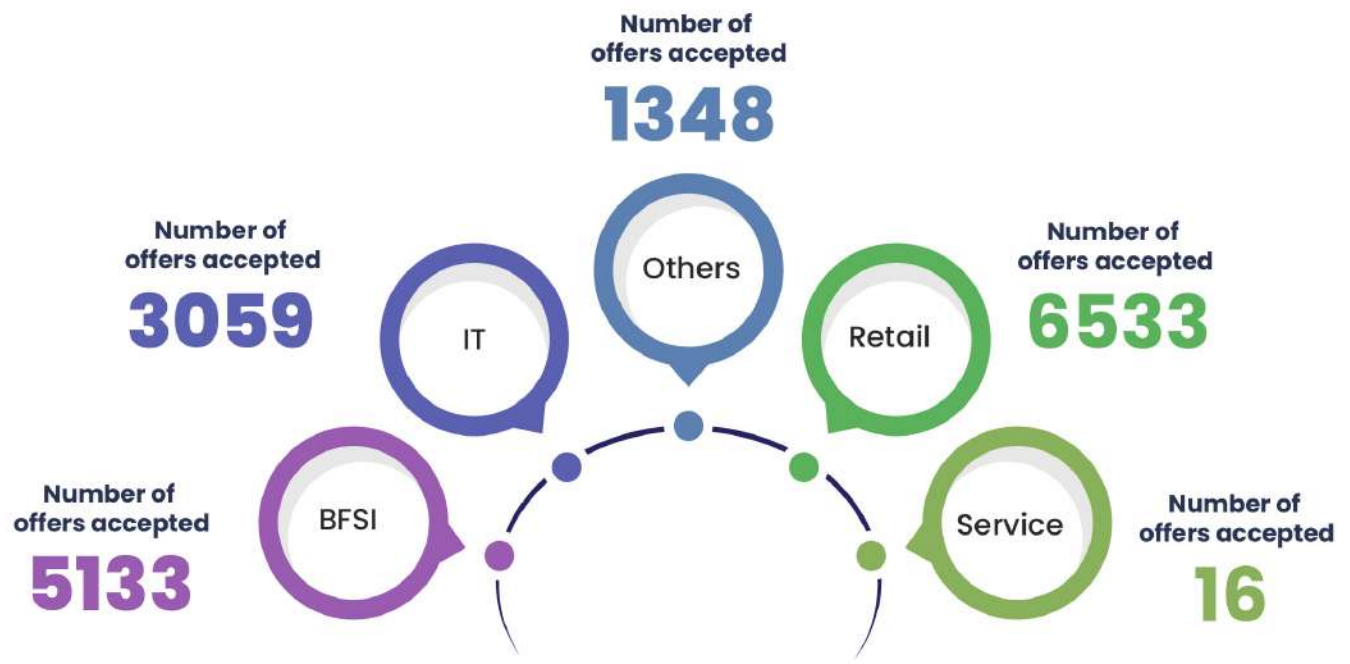 Number of
offers accepted
1348
Others
Number of
offers accepted
3059
IT
Retail
Number of
offers accepted
6533
Number of
offers accepted
5133
BFSI
Service
Number of
offers accepted
16